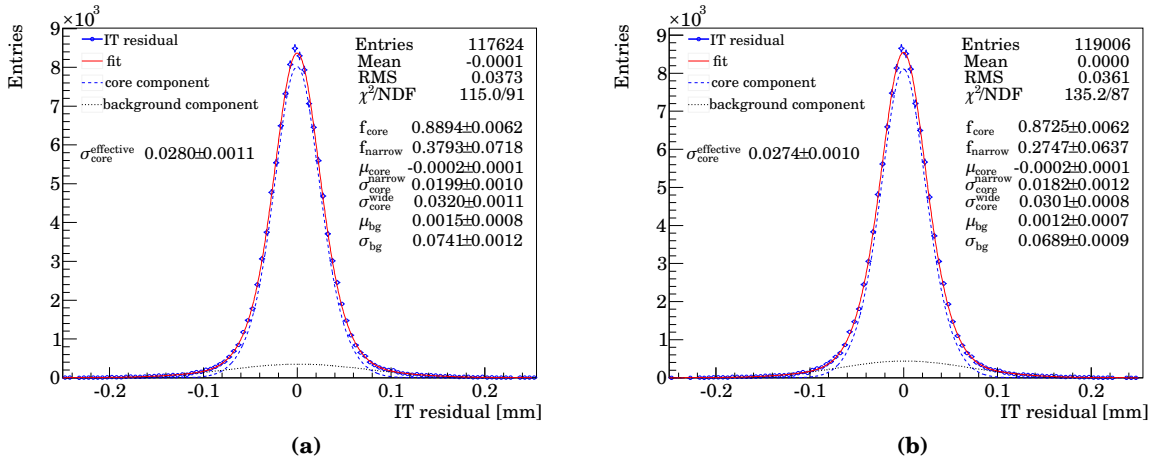 ×10³
Entries
9
8
7
6
5
4
3
2
1
0
IT residual
fit
core component
background component
σ_core^effective 0.0280±0.0011
Entries 117624
Mean -0.0001
RMS 0.0373
χ²/NDF 115.0/91
f_core 0.8894±0.0062
f_narrow 0.3793±0.0718
μ_core -0.0002±0.0001
σ_core^narrow 0.0199±0.0010
σ_core^wide 0.0320±0.0011
μ_bg 0.0015±0.0008
σ_bg 0.0741±0.0012
-0.2 -0.1 0 0.1 0.2
IT residual [mm]
(a)
×10³
Entries
9
8
7
6
5
4
3
2
1
0
IT residual
fit
core component
background component
σ_core^effective 0.0274±0.0010
Entries 119006
Mean 0.0000
RMS 0.0361
χ²/NDF 135.2/87
f_core 0.8725±0.0062
f_narrow 0.2747±0.0637
μ_core -0.0002±0.0001
σ_core^narrow 0.0182±0.0012
σ_core^wide 0.0301±0.0008
μ_bg 0.0012±0.0007
σ_bg 0.0689±0.0009
-0.2 -0.1 0 0.1 0.2
IT residual [mm]
(b)